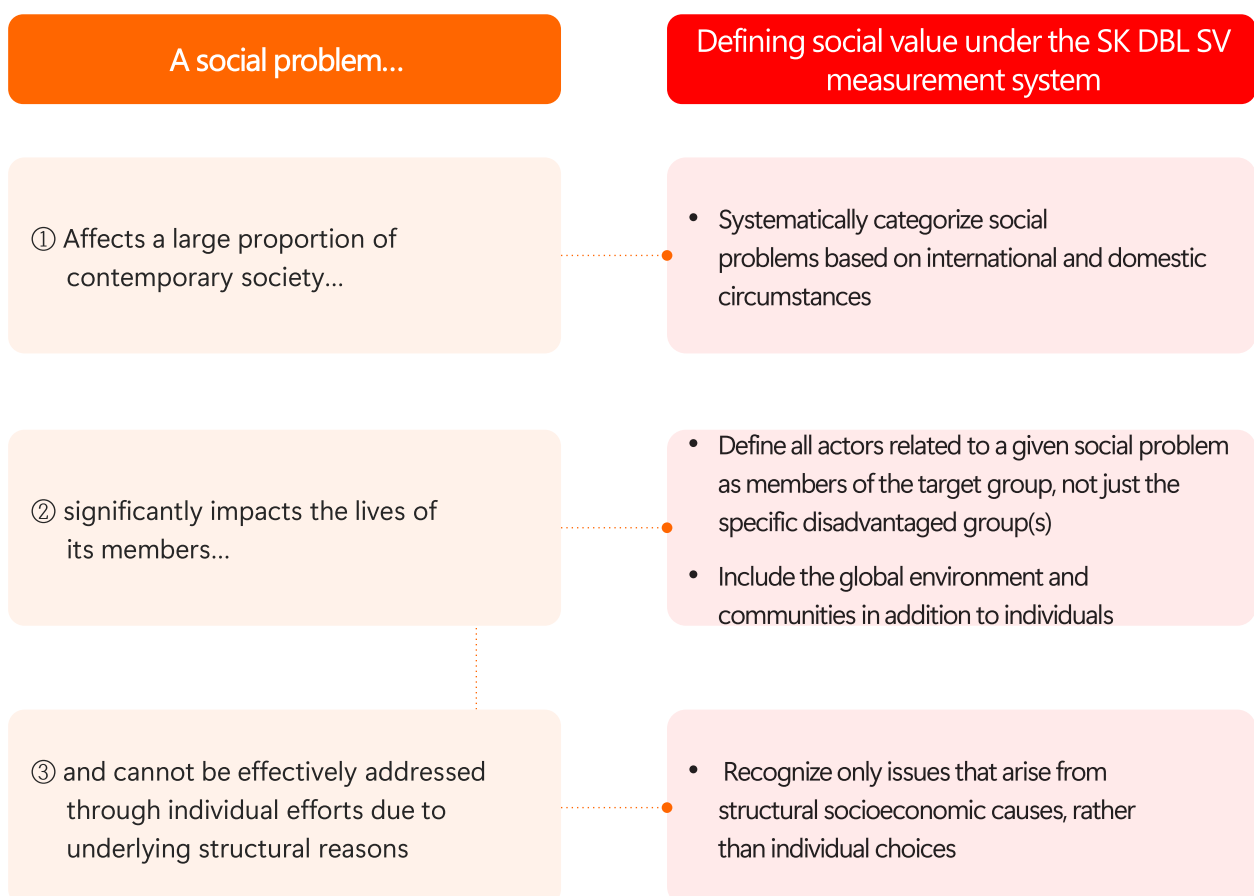 A social problem...
Defining social value under the SK DBL SV
measurement system
① Affects a large proportion of
contemporary society...
• Systematically categorize social
problems based on international and domestic
circumstances
② significantly impacts the lives of
its members...
• Define all actors related to a given social problem
as members of the target group, not just the
specific disadvantaged group(s)
• Include the global environment and
communities in addition to individuals
③ and cannot be effectively addressed
through individual efforts due to
underlying structural reasons
• Recognize only issues that arise from
structural socioeconomic causes, rather
than individual choices